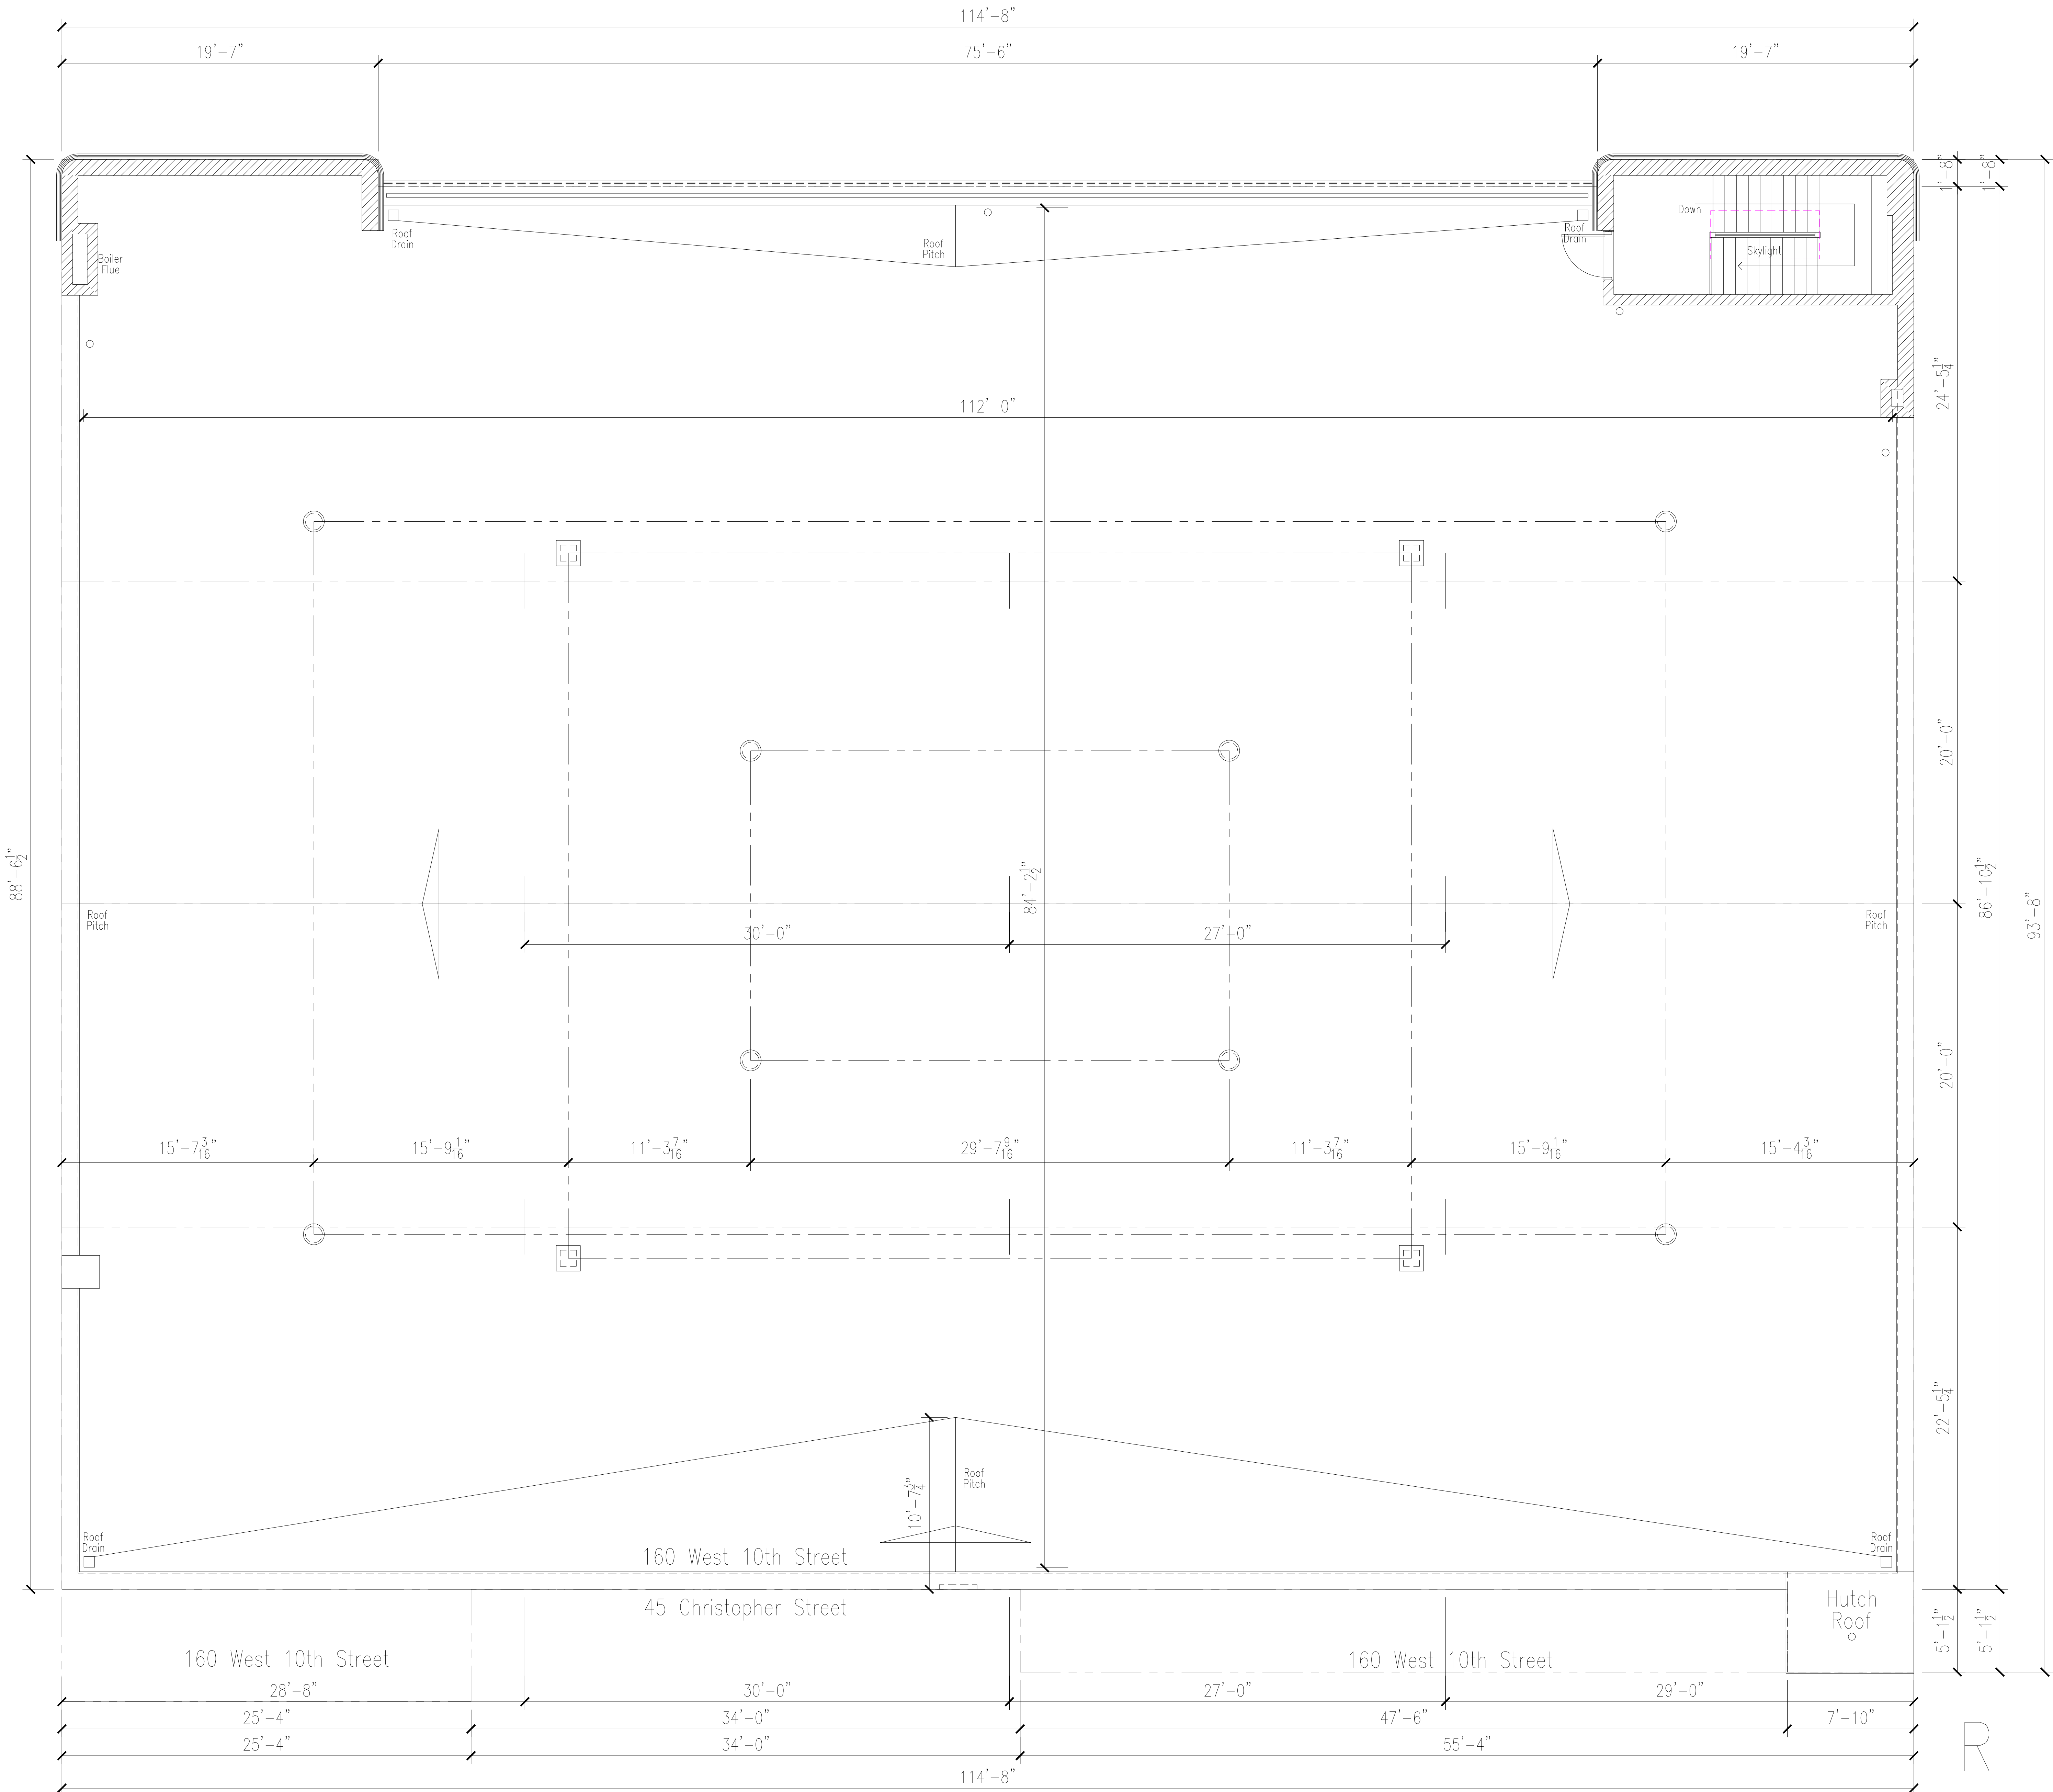 114'-8"
19'-7"
75'-6"
19'-7"
1'-8"
1'-8"
Down
Skylight
Roof
Drain
Roof
Pitch
Roof
Drain
Boiler
Flue
24'-5 1/4"
112'-0"
20'-0"
88'-6 1/2"
84'-2 1/2"
86'-10 1/2"
93'-8"
Roof
Pitch
Roof
Pitch
30'-0"
27'-0"
20'-0"
15'-7 3/16"
15'-9 1/16"
11'-3 7/16"
29'-7 9/16"
11'-3 7/16"
15'-9 1/16"
15'-4 3/16"
22'-5 1/4"
10'-7 3/4"
Roof
Pitch
Roof
Drain
Roof
Drain
160 West 10th Street
45 Christopher Street
Hutch
Roof
5'-1 1/2"
5'-1 1/2"
160 West 10th Street
160 West 10th Street
28'-8"
30'-0"
27'-0"
29'-0"
25'-4"
34'-0"
47'-6"
7'-10"
25'-4"
34'-0"
55'-4"
R
114'-8"